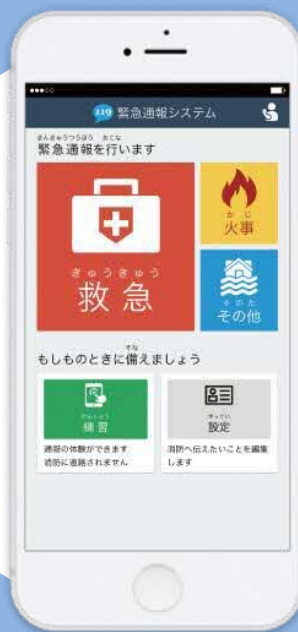 119 緊急通報システム
きんきゅうつうほう おこな
緊急通報を行います
きゅうきゅう
救急
かじ
火事
そのた
その他
そな
もしものときに備えましょう
れんしゅう
練習
通報の体験ができます
消防に連絡されません
せってい
設定
消防へ伝えたいことを編集
します